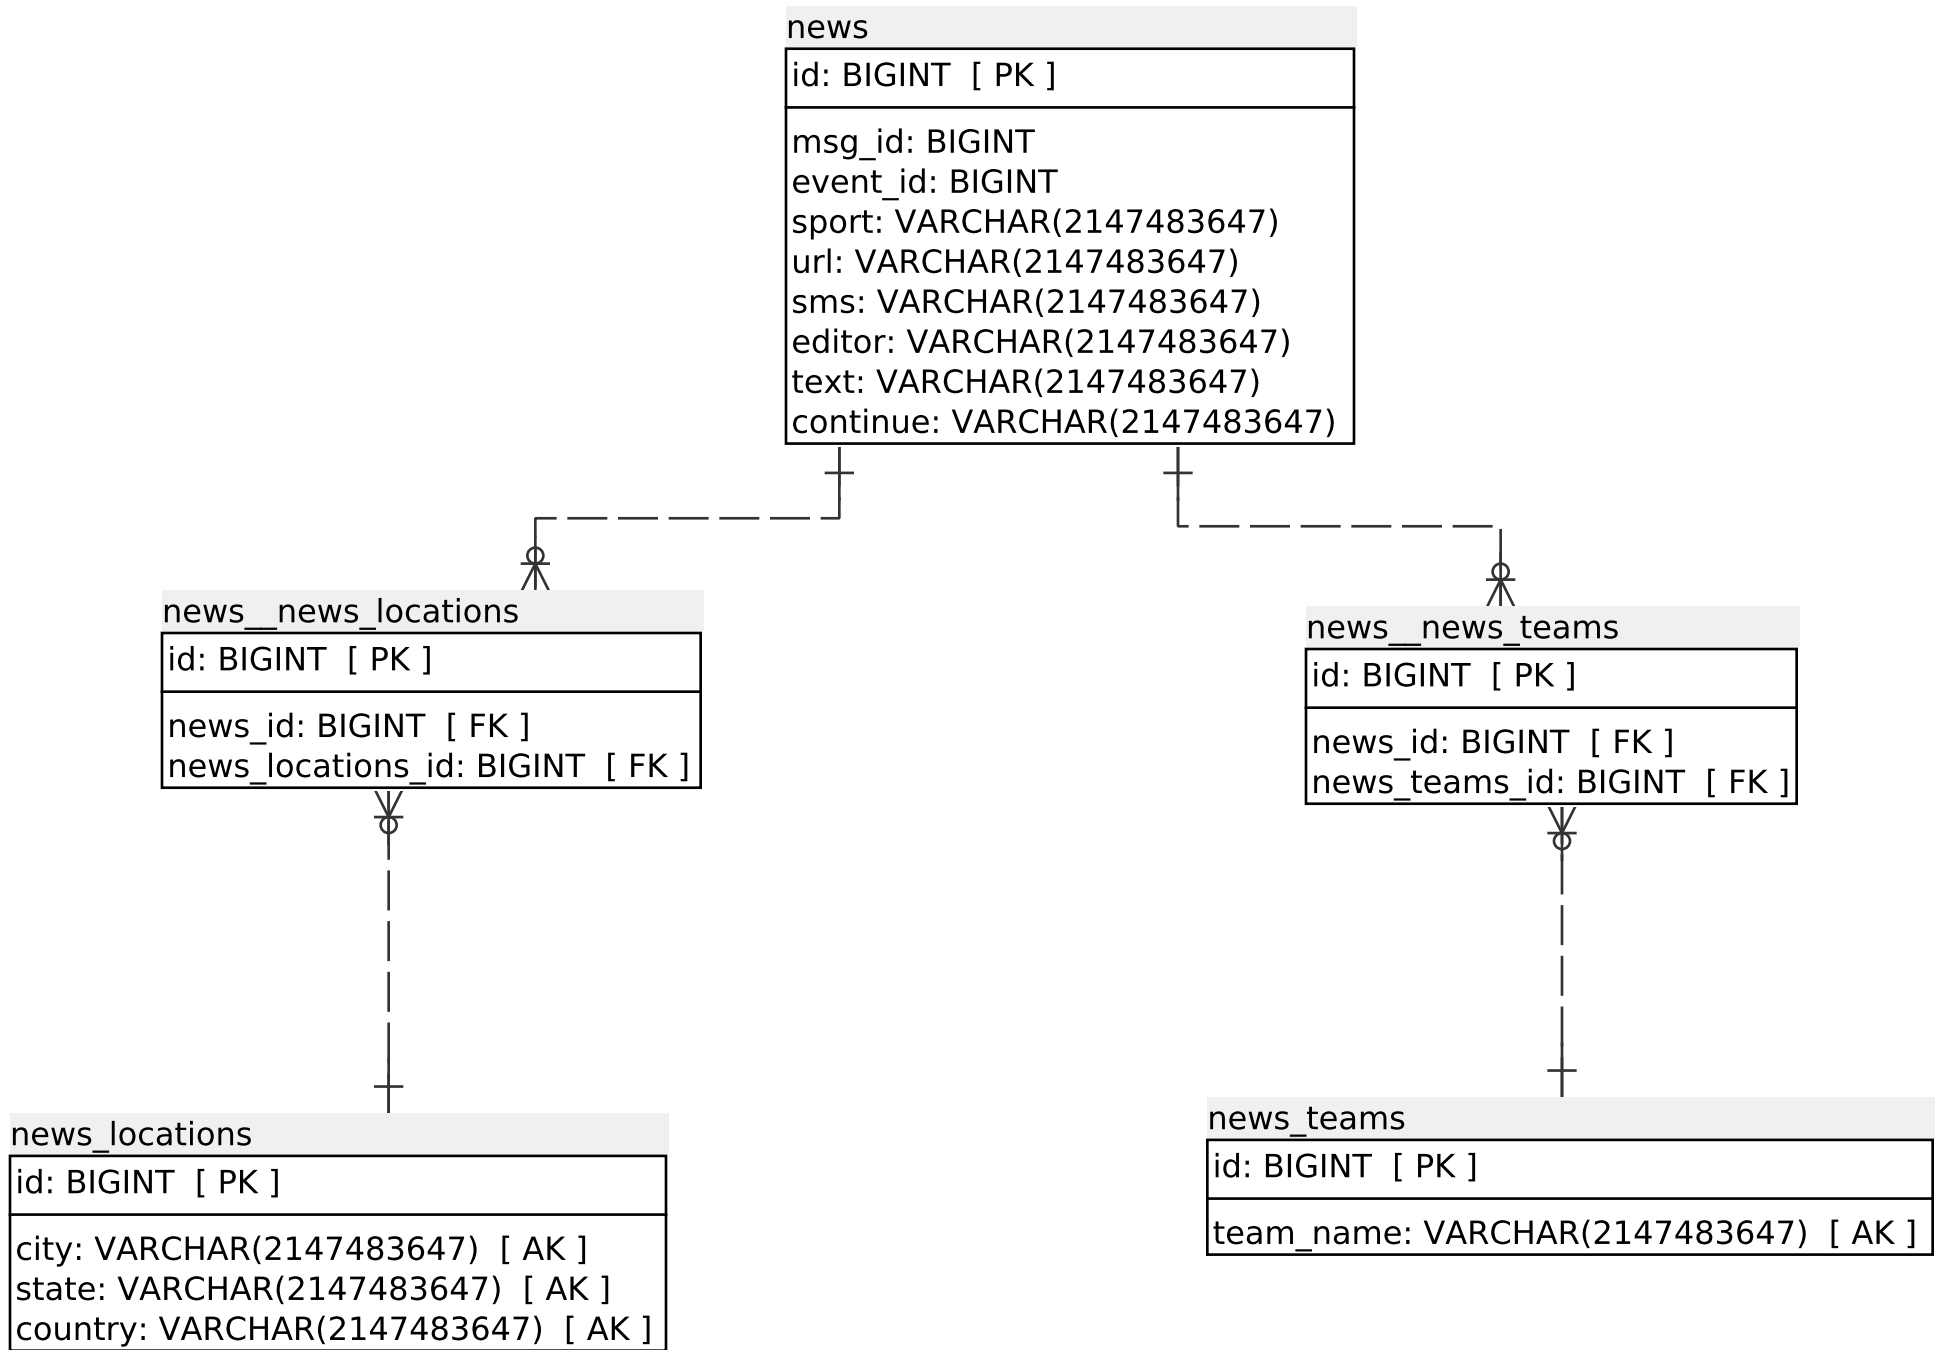 news
id: BIGINT  [ PK ]
msg_id: BIGINT
event_id: BIGINT
sport: VARCHAR(2147483647)
url: VARCHAR(2147483647)
sms: VARCHAR(2147483647)
editor: VARCHAR(2147483647)
text: VARCHAR(2147483647)
continue: VARCHAR(2147483647)
news__news_locations
id: BIGINT  [ PK ]
news_id: BIGINT  [ FK ]
news_locations_id: BIGINT  [ FK ]
news__news_teams
id: BIGINT  [ PK ]
news_id: BIGINT  [ FK ]
news_teams_id: BIGINT  [ FK ]
news_locations
id: BIGINT  [ PK ]
city: VARCHAR(2147483647)  [ AK ]
state: VARCHAR(2147483647)  [ AK ]
country: VARCHAR(2147483647)  [ AK ]
news_teams
id: BIGINT  [ PK ]
team_name: VARCHAR(2147483647)  [ AK ]